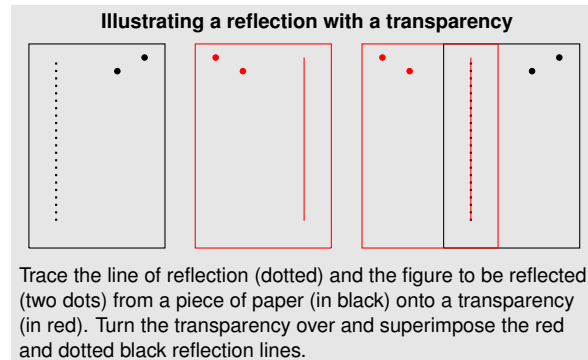 Illustrating a reflection with a transparency
Trace the line of reflection (dotted) and the figure to be reflected
(two dots) from a piece of paper (in black) onto a transparency
(in red). Turn the transparency over and superimpose the red
and dotted black reflection lines.